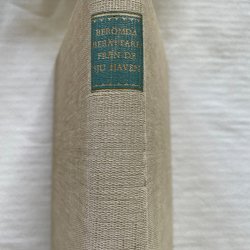 BERÖMDA
BERÄTTARE
FRÅN DE
SJU HAVEN